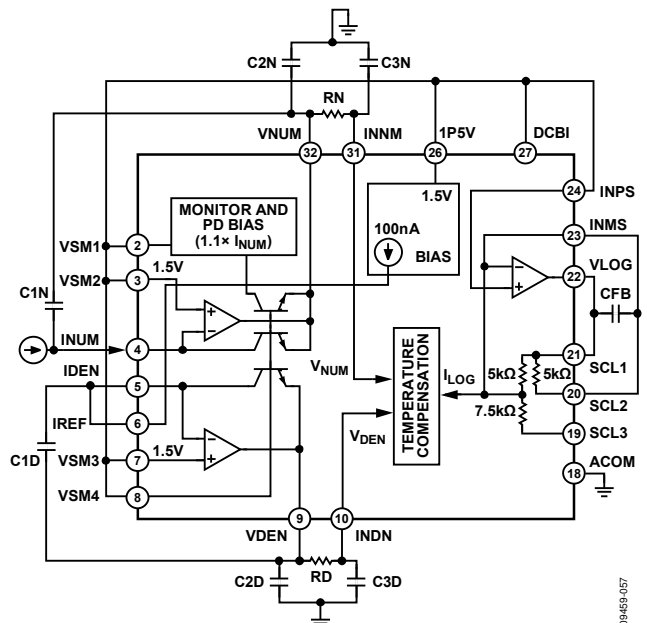 C2N
C3N
RN
VNUM
INNM
1P5V
DCBI
32
31
26
27
INPS
24
INMS
23
VLOG
22
CFB
21
SCL1
20
SCL2
19
SCL3
18
ACOM
MONITOR AND
PD BIAS
(1.1× INUM)
1.5V
100nA
BIAS
VSM1
2
VSM2
3
1.5V
C1N
INUM
4
IDEN
5
IREF
6
C1D
VSM3
7
1.5V
VSM4
8
VNUM
VDEN
TEMPERATURE
COMPENSATION
ILOG
5kΩ
5kΩ
7.5kΩ
9
10
VDEN
INDN
RD
C2D
C3D
09459-057